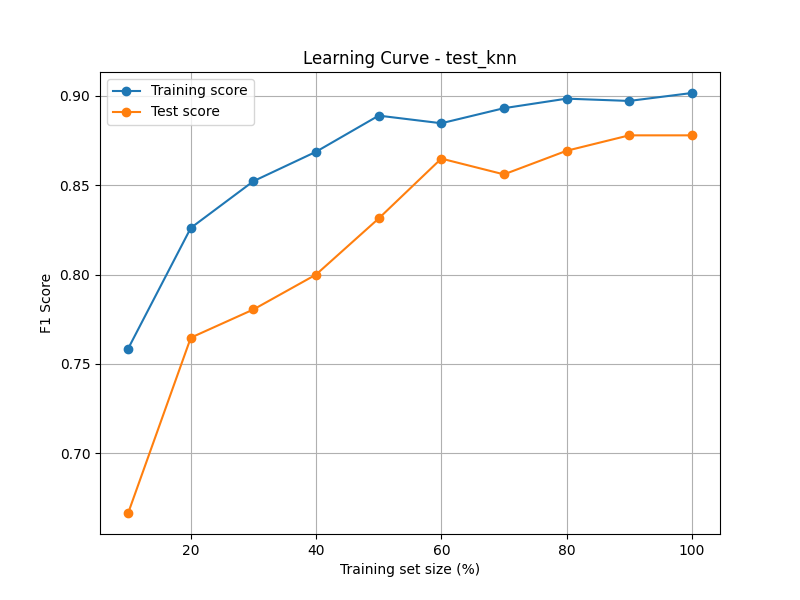 Learning Curve - test_knn
Training score
Test score
0.90
0.85
0.80
0.75
0.70
F1 Score
20
40
60
80
100
Training set size (%)